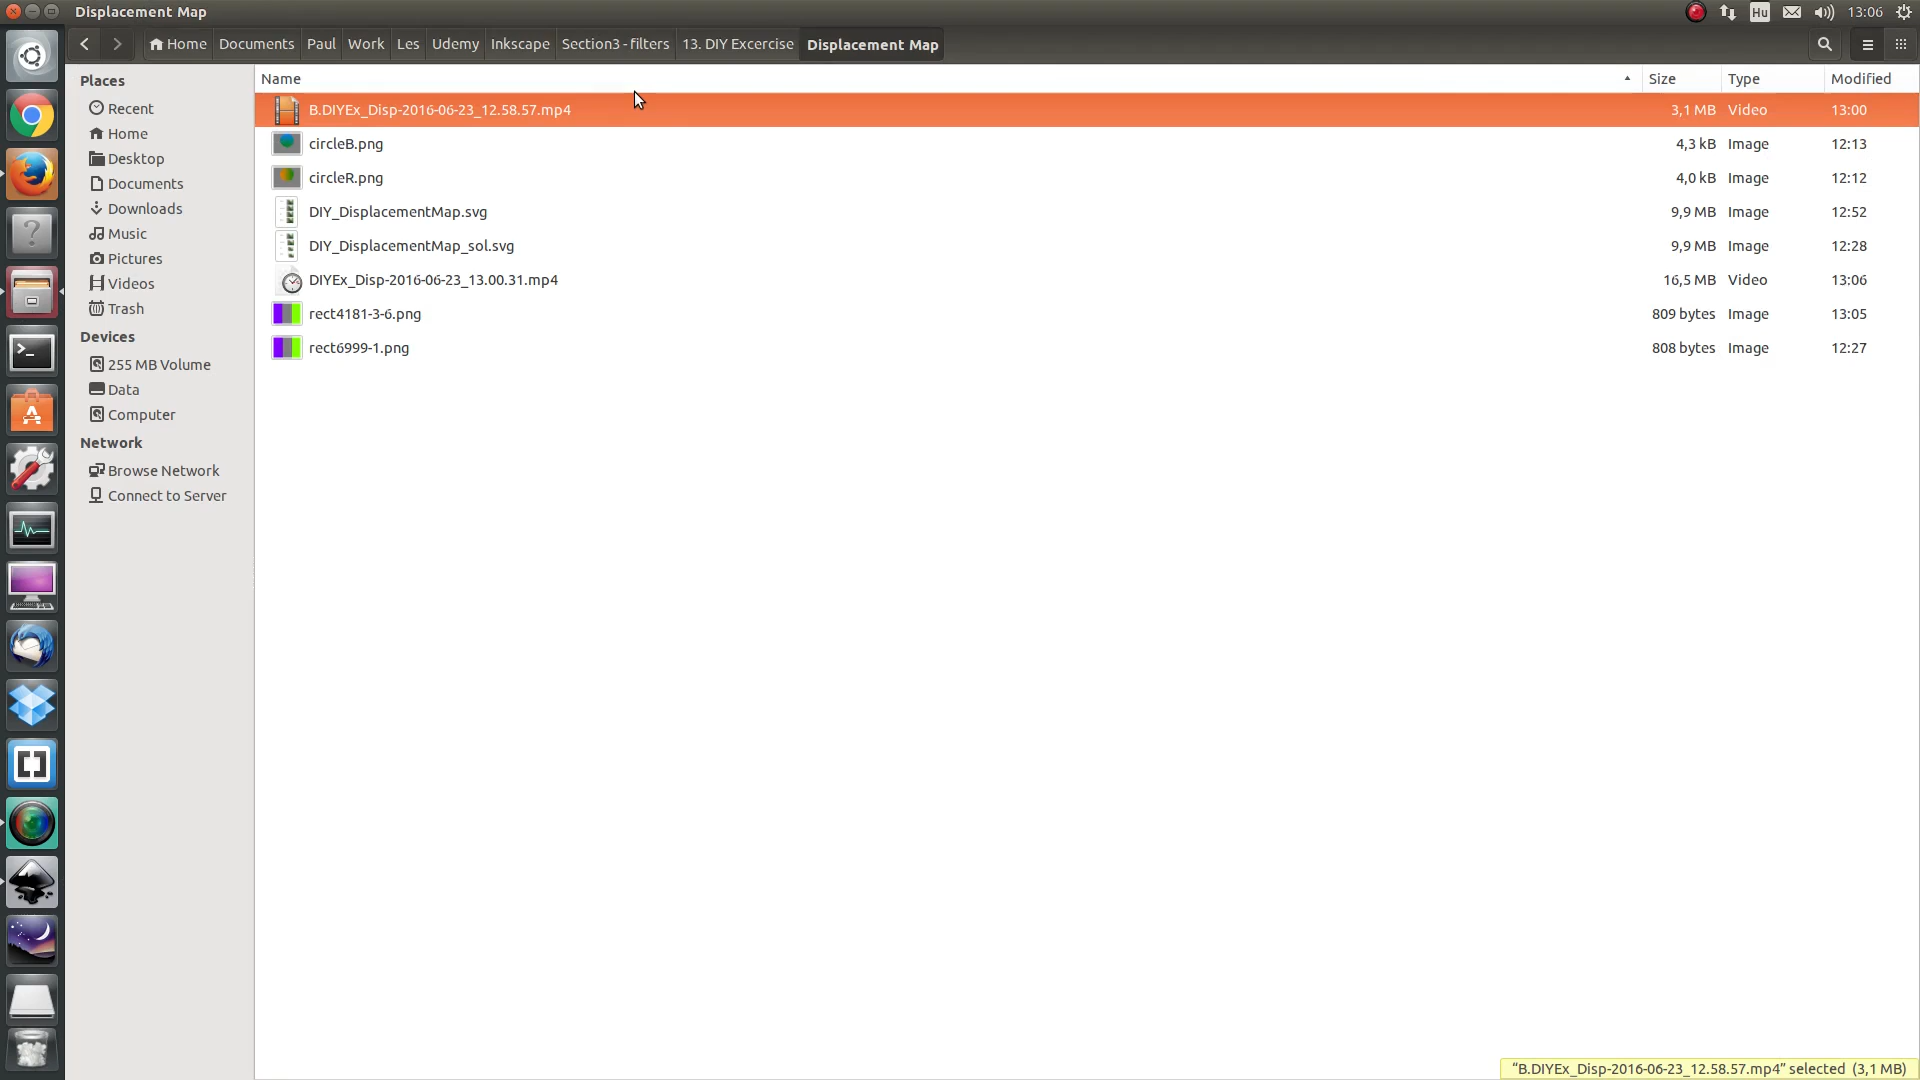 Displacement Map
Hu 13:06
Home Documents Paul Work Les Udemy Inkscape Section3 - filters 13. DIY Excercise Displacement Map
Places
Recent
Home
Desktop
Documents
Downloads
Music
Pictures
Videos
Trash
Devices
255 MB Volume
Data
Computer
Network
Browse Network
Connect to Server
Name Size Type Modified
B.DIYEx_Disp-2016-06-23_12.58.57.mp4 3,1 MB Video 13:00
circleB.png 4,3 kB Image 12:13
circleR.png 4,0 kB Image 12:12
DIY_DisplacementMap.svg 9,9 MB Image 12:52
DIY_DisplacementMap_sol.svg 9,9 MB Image 12:28
DIYEx_Disp-2016-06-23_13.00.31.mp4 16,5 MB Video 13:06
rect4181-3-6.png 809 bytes Image 13:05
rect6999-1.png 808 bytes Image 12:27
“B.DIYEx_Disp-2016-06-23_12.58.57.mp4” selected (3,1 MB)